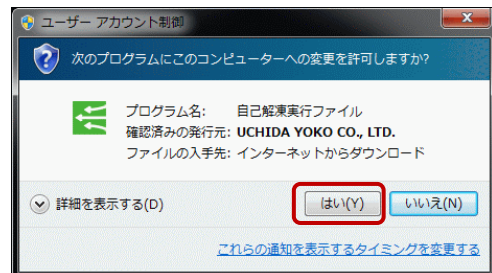 ユーザー アカウント制御
次のプログラムにこのコンピューターへの変更を許可しますか?
プログラム名: 自己解凍実行ファイル
確認済みの発行元: UCHIDA YOKO CO., LTD.
ファイルの入手先: インターネットからダウンロード
詳細を表示する(D) はい(Y) いいえ(N)
これらの通知を表示するタイミングを変更する